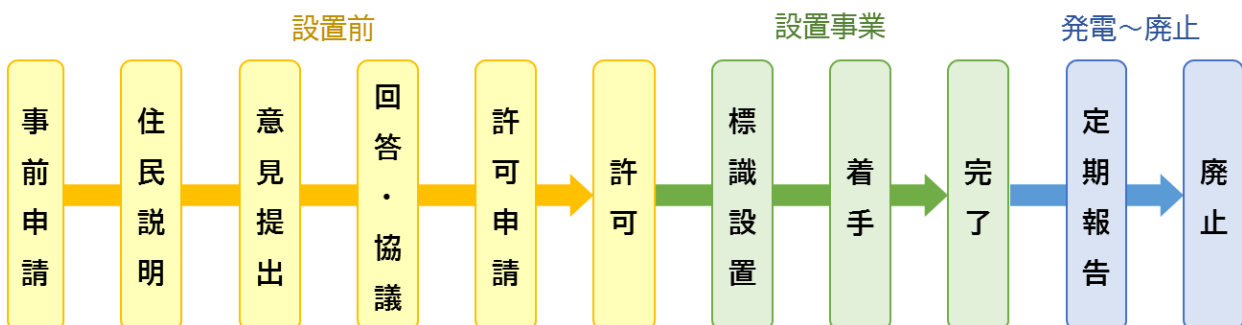 設置前
設置事業
発電～廃止
事前申請
住民説明
意見提出
回答・協議
許可申請
許可
標識設置
着手
完了
定期報告
廃止